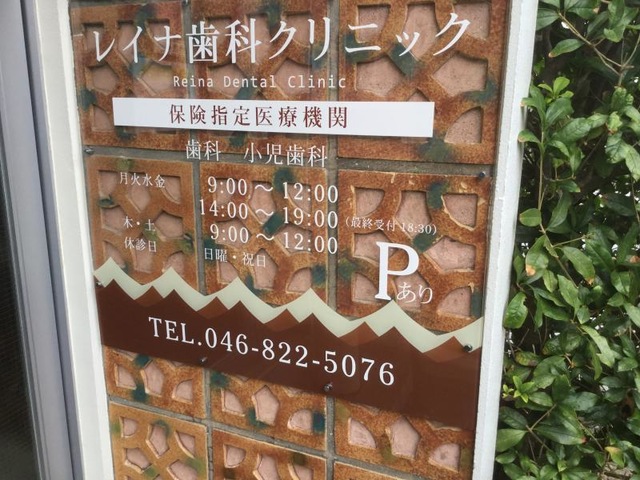 レイナ歯科クリニック
Reina Dental Clinic
保険指定医療機関
歯科 小児歯科
月火水金 9:00〜12:00
14:00〜19:00 (最終受付18:30)
木・土 9:00〜12:00
休診日 日曜・祝日
Pあり
TEL.046-822-5076